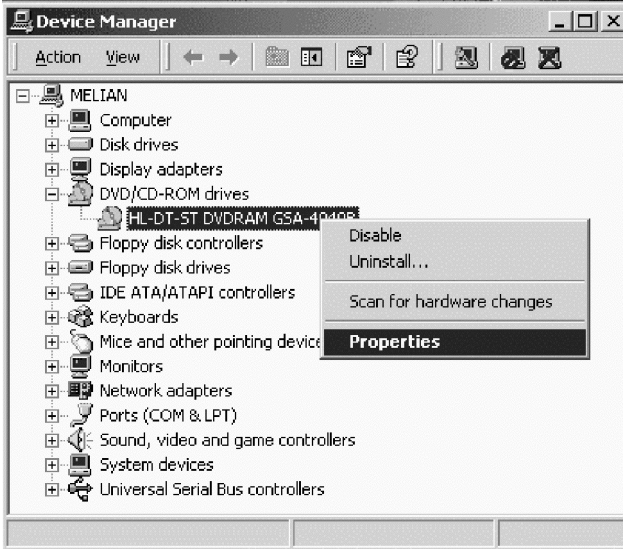 Device Manager
Action View
MELIAN
Computer
Disk drives
Display adapters
DVD/CD-ROM drives
HL-DT-ST DVDRAM GSA-4040B
Floppy disk controllers
Floppy disk drives
IDE ATA/ATAPI controllers
Keyboards
Mice and other pointing device
Monitors
Network adapters
Ports (COM & LPT)
Sound, video and game controllers
System devices
Universal Serial Bus controllers
Disable
Uninstall...
Scan for hardware changes
Properties